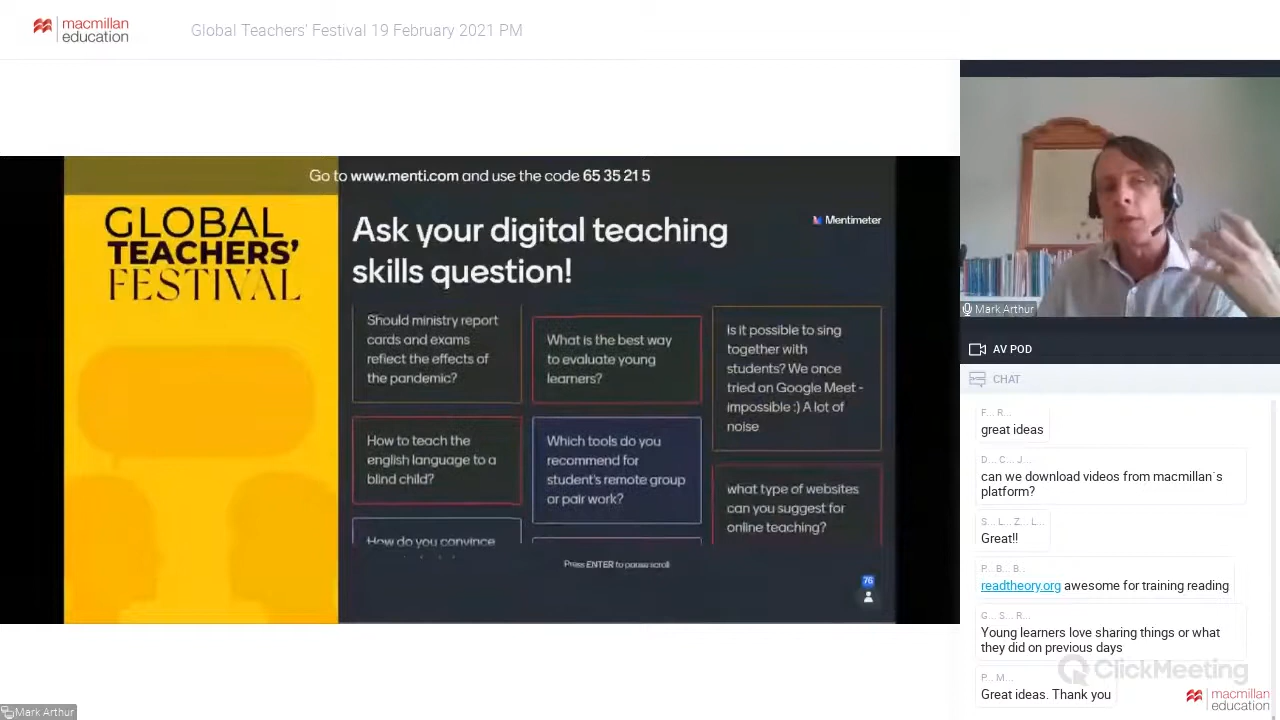 macmillan
education
Global Teachers' Festival 19 February 2021 PM
Go to www.menti.com and use the code 65 35 21 5
GLOBAL
TEACHERS'
FESTIVAL
Ask your digital teaching
skills question!
Mentimeter
Should ministry report
cards and exams
reflect the effects of
the pandemic?
How to teach the
english language to a
blind child?
How do you convince
What is the best way
to evaluate young
learners?
Which tools do you
recommend for
student's remote group
or pair work?
Is it possible to sing
together with
students? We once
tried on Google Meet -
impossible :) A lot of
noise
what type of websites
can you suggest for
online teaching?
Press ENTER to pause scroll
76
Mark Arthur
Mark Arthur
AV POD
CHAT
F... R...
great ideas
D... C... J...
can we download videos from macmillan`s
platform?
S... L... Z... L...
Great!!
P... B... B...
readtheory.org awesome for training reading
G... S... R...
Young learners love sharing things or what
they did on previous days
P... M...
Great ideas. Thank you
ClickMeeting
macmillan
education